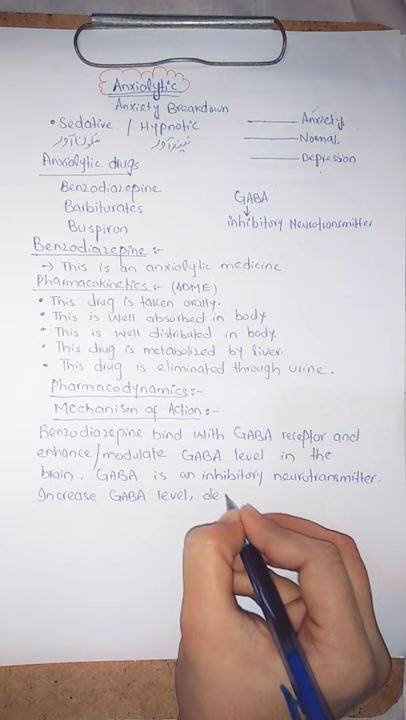 Anxiolytic
Anxiety Breakdown
• Sedative / Hypnotic
سکون آور نیند آور
Anxiety
Normal
Depression
Anxiolytic drugs
Benzodiazepine
Barbiturates
Buspiron
GABA
↓
inhibitory Neurotransmitter
Benzodiazepine :-
→ This is an anxiolytic medicine
Pharmacokinetics :- (ADME)
• This drug is taken orally.
• This is well absorbed in body
• This is well distributed in body.
• This drug is metabolized by liver.
• This drug is eliminated through urine.
Pharmacodynamics :-
Mechanism of Action :-
Benzodiazepine bind with GABA receptor and
enhance/modulate GABA level in the
brain. GABA is an inhibitory neurotransmitter.
Increase GABA level, de